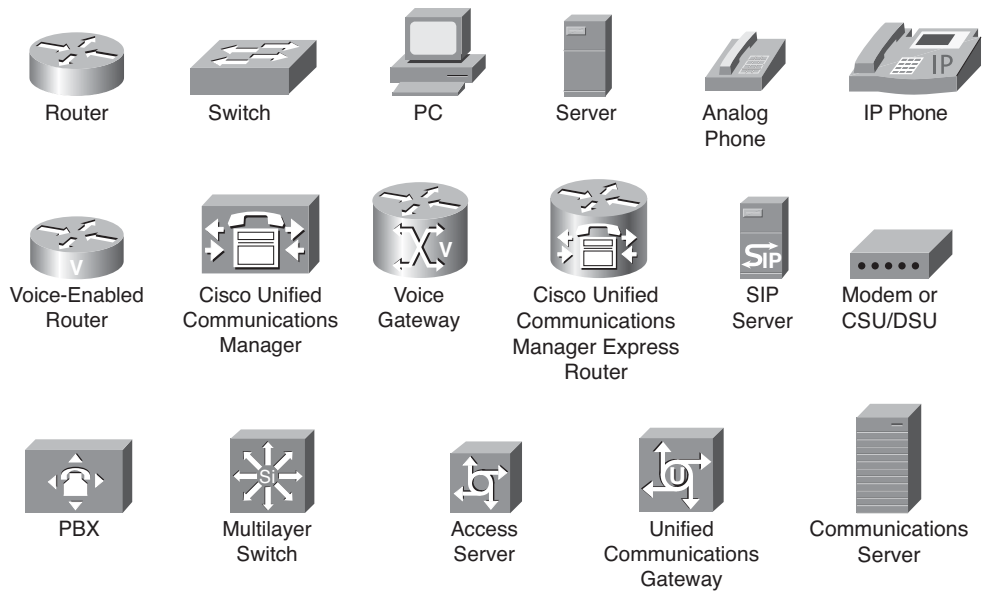 IP
Router
Switch
PC
Server
Analog
Phone
IP Phone
V
V
SIP
Voice-Enabled
Router
Cisco Unified
Communications
Manager
Voice
Gateway
Cisco Unified
Communications
Manager Express
Router
SIP
Server
Modem or
CSU/DSU
Si
U
PBX
Multilayer
Switch
Access
Server
Unified
Communications
Gateway
Communications
Server